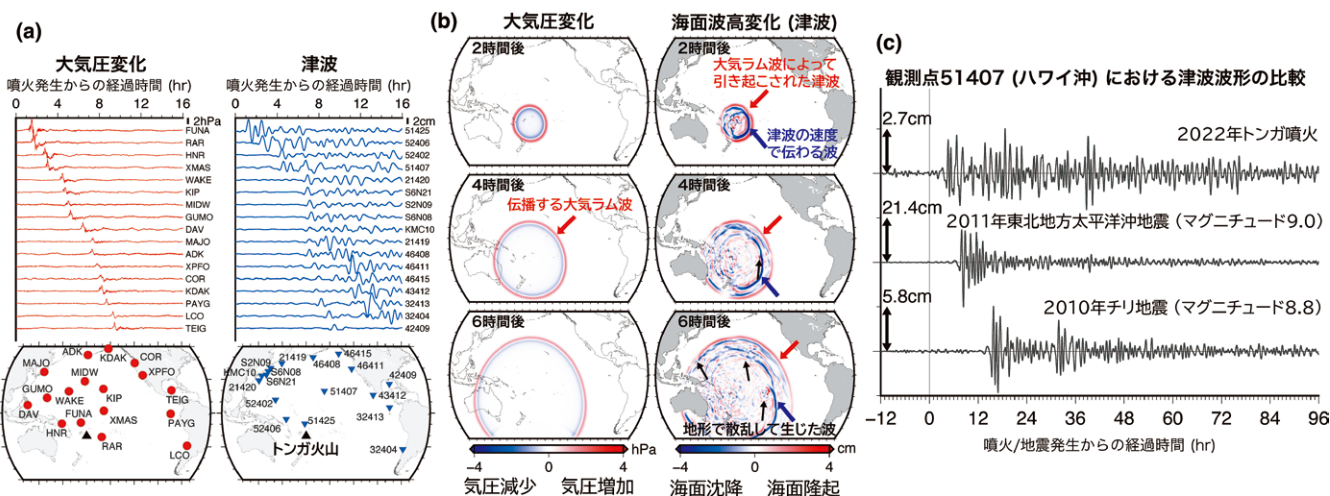 (a)
大気圧変化
噴火発生からの経過時間 (hr)
0 4 8 12 16
2hPa
FUNA
RAR
HNR
XMAS
WAKE
KIP
MIDW
GUMO
DAV
MAJO
ADK
XPFO
COR
KDAK
PAYG
LCO
TEIG
津波
噴火発生からの経過時間 (hr)
0 4 8 12 16
2cm
51425
52406
52402
51407
21420
S6N21
S2N09
S6N08
KMC10
21419
46408
46411
46415
43412
32413
32404
42409
ADK
KDAK
COR
MAJO
MIDW
XPFO
GUMO
WAKE
KIP
TEIG
DAV
FUNA
XMAS
PAYG
HNR
RAR
LCO
S2N09
21419
46415
KMC10
S6N08
46408
46411
S6N21
21420
42409
51407
43412
52402
32413
52406
51425
トンガ火山
32404
(b)
大気圧変化
海面波高変化 (津波)
2時間後
2時間後
大気ラム波によって
引き起こされた津波
津波の速度
で伝わる波
4時間後
伝播する大気ラム波
4時間後
6時間後
6時間後
地形で散乱して生じた波
hPa
−4 0 4
気圧減少 気圧増加
cm
−4 0 4
海面沈降 海面隆起
(c)
観測点51407 (ハワイ沖) における津波波形の比較
2.7cm
2022年トンガ噴火
21.4cm
2011年東北地方太平洋沖地震（マグニチュード9.0）
5.8cm
2010年チリ地震（マグニチュード8.8）
−12 0 12 24 36 48 60 72 84 96
噴火/地震発生からの経過時間 (hr)